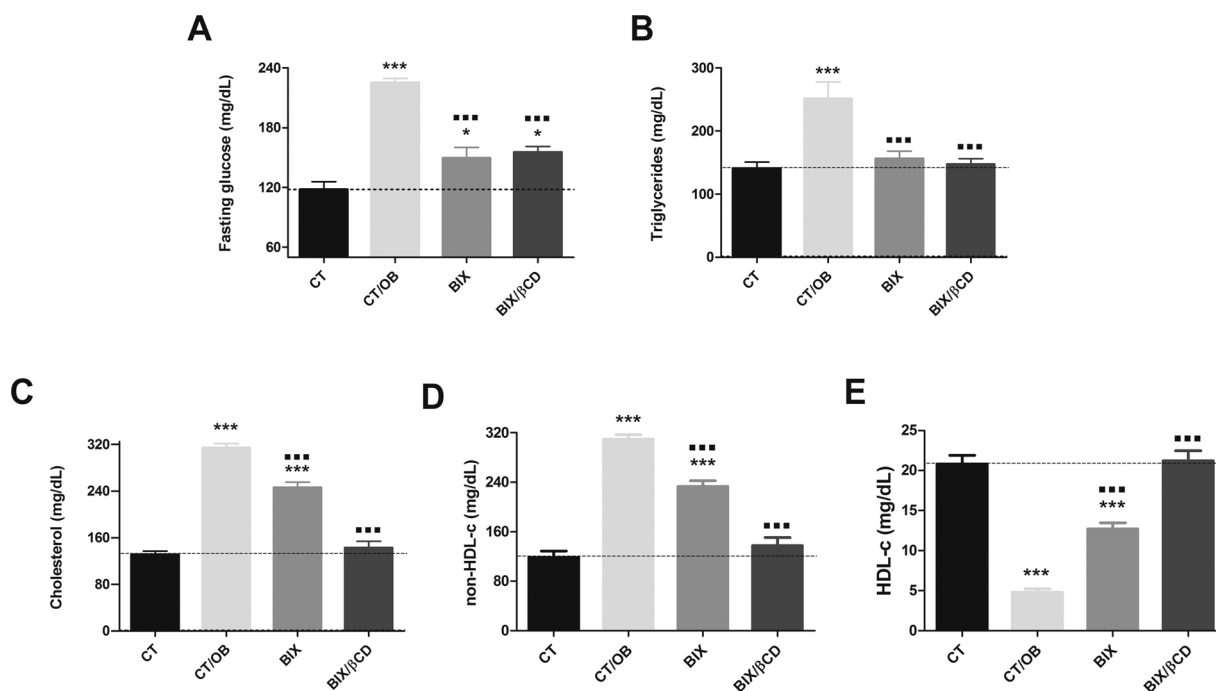 A
Fasting glucose (mg/dL)
240
180
120
60
***
■■■
*
■■■
*
CT
CT/OB
BIX
BIX/βCD
B
Triglycerides (mg/dL)
300
200
100
0
***
■■■
■■■
CT
CT/OB
BIX
BIX/βCD
C
Cholesterol (mg/dL)
320
240
160
80
0
***
■■■
***
■■■
CT
CT/OB
BIX
BIX/βCD
D
non-HDL-c (mg/dL)
320
240
160
80
0
***
■■■
***
■■■
CT
CT/OB
BIX
BIX/βCD
E
HDL-c (mg/dL)
25
20
15
10
5
0
***
■■■
***
■■■
CT
CT/OB
BIX
BIX/βCD